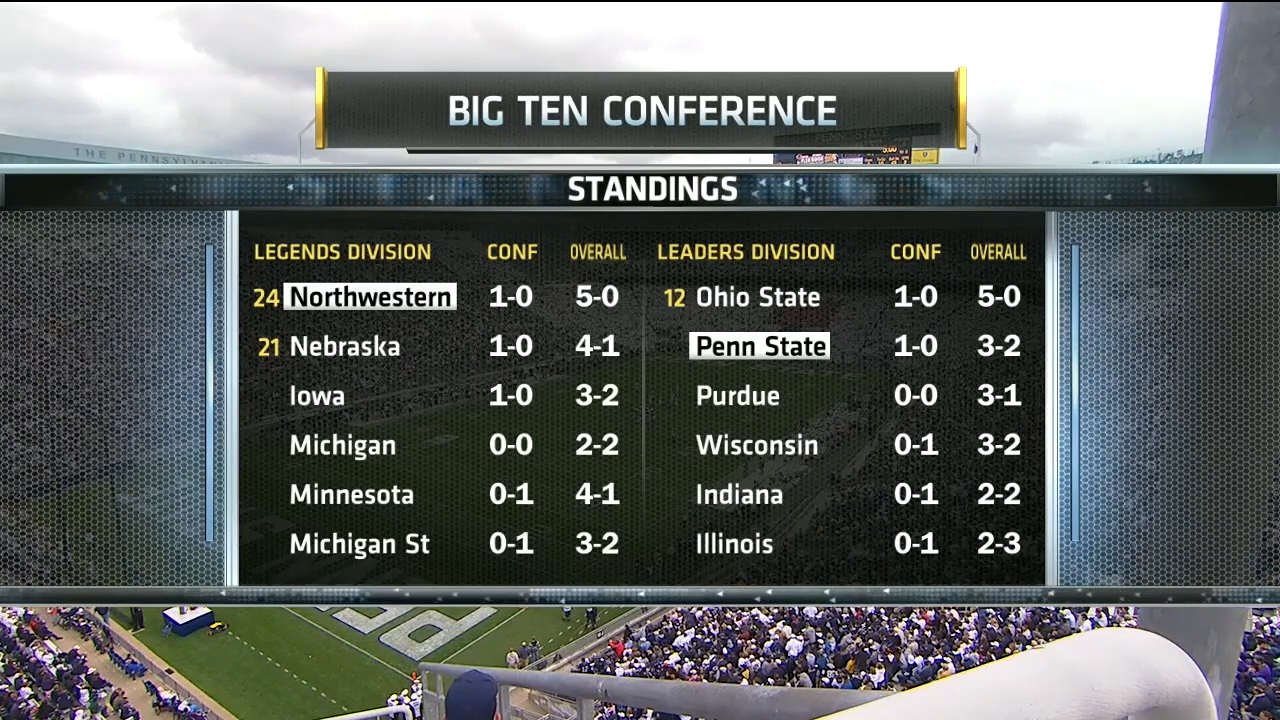 BIG TEN CONFERENCE
THE PENNSYLVA
5:00
STANDINGS
LEGENDS DIVISION CONF OVERALL
24 Northwestern 1-0 5-0
21 Nebraska 1-0 4-1
Iowa 1-0 3-2
Michigan 0-0 2-2
Minnesota 0-1 4-1
Michigan St 0-1 3-2
LEADERS DIVISION CONF OVERALL
12 Ohio State 1-0 5-0
Penn State 1-0 3-2
Purdue 0-0 3-1
Wisconsin 0-1 3-2
Indiana 0-1 2-2
Illinois 0-1 2-3